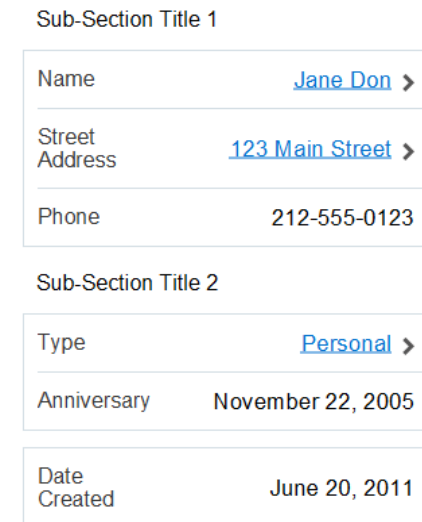 Sub-Section Title 1
Name Jane Don
Street
Address 123 Main Street
Phone 212-555-0123
Sub-Section Title 2
Type Personal
Anniversary November 22, 2005
Date
Created June 20, 2011